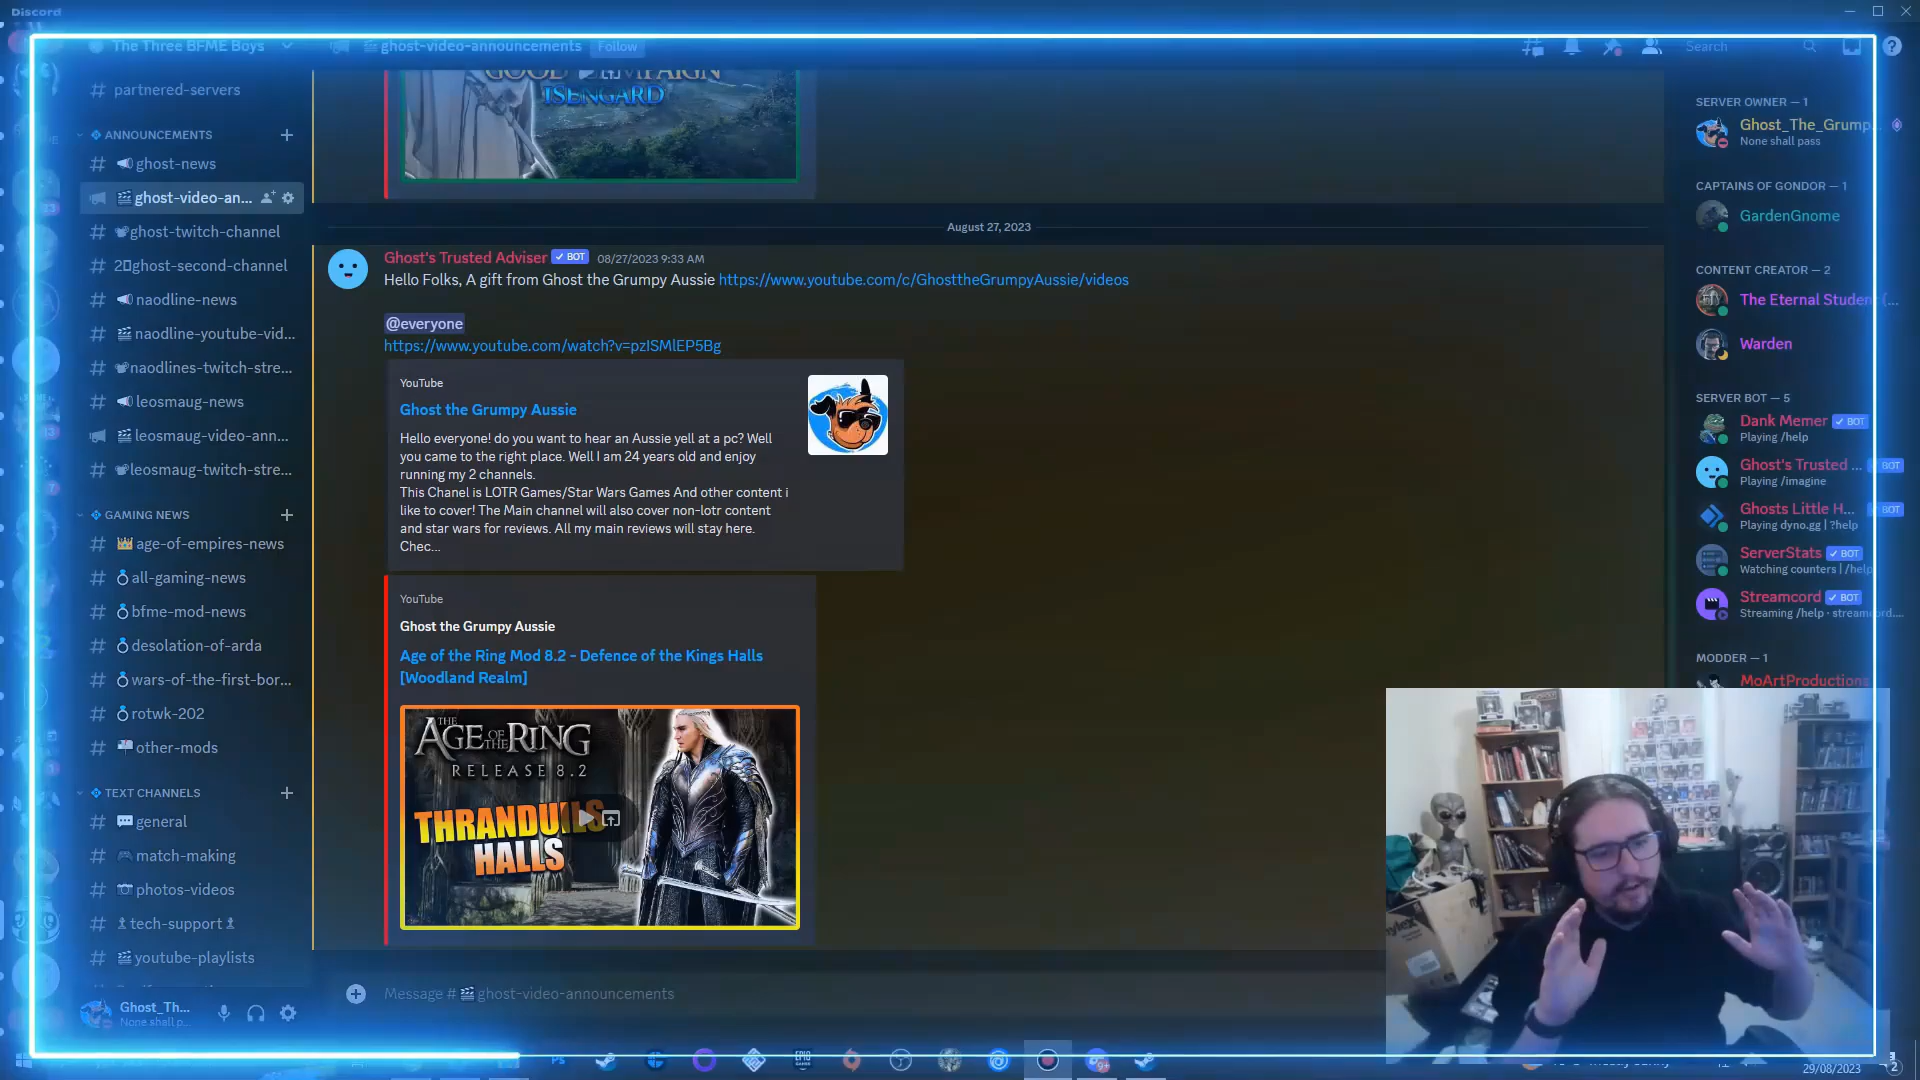 Discord
The Three BFME Boys
ghost-video-announcements
Follow
Search
partnered-servers
ANNOUNCEMENTS
ghost-news
ghost-video-an...
ghost-twitch-channel
ghost-second-channel
naodline-news
naodline-youtube-vid...
naodlines-twitch-stre...
leosmaug-news
leosmaug-video-ann...
leosmaug-twitch-stre...
GAMING NEWS
age-of-empires-news
all-gaming-news
bfme-mod-news
desolation-of-arda
wars-of-the-first-bor...
rotwk-202
other-mods
TEXT CHANNELS
general
match-making
photos-videos
tech-support
youtube-playlists
Ghost_Th...
None shall p...
GOOD CAMPAIGN
ISENGARD
August 27, 2023
Ghost's Trusted Adviser BOT 08/27/2023 9:33 AM
Hello Folks, A gift from Ghost the Grumpy Aussie https://www.youtube.com/c/GhosttheGrumpyAussie/videos
@everyone
https://www.youtube.com/watch?v=pzISMlEP5Bg
YouTube
Ghost the Grumpy Aussie
Hello everyone! do you want to hear an Aussie yell at a pc? Well
you came to the right place. Well I am 24 years old and enjoy
running my 2 channels.
This Chanel is LOTR Games/Star Wars Games And other content i
like to cover! The Main channel will also cover non-lotr content
and star wars for reviews. All my main reviews will stay here.
Chec...
YouTube
Ghost the Grumpy Aussie
Age of the Ring Mod 8.2 - Defence of the Kings Halls
[Woodland Realm]
THE
AGE OF THE RING
RELEASE 8.2
THRANDUILS
HALLS
Message # ghost-video-announcements
SERVER OWNER — 1
Ghost_The_Grump...
None shall pass
CAPTAINS OF GONDOR — 1
GardenGnome
CONTENT CREATOR — 2
The Eternal Student (...
Warden
SERVER BOT — 5
Dank Memer BOT
Playing /help
Ghost's Trusted ... BOT
Playing /imagine
Ghosts Little H... BOT
Playing dyno.gg | ?help
ServerStats BOT
Watching counters | /help
Streamcord BOT
Streaming /help · streamcord....
MODDER — 1
MoArtProductions
29/08/2023
2